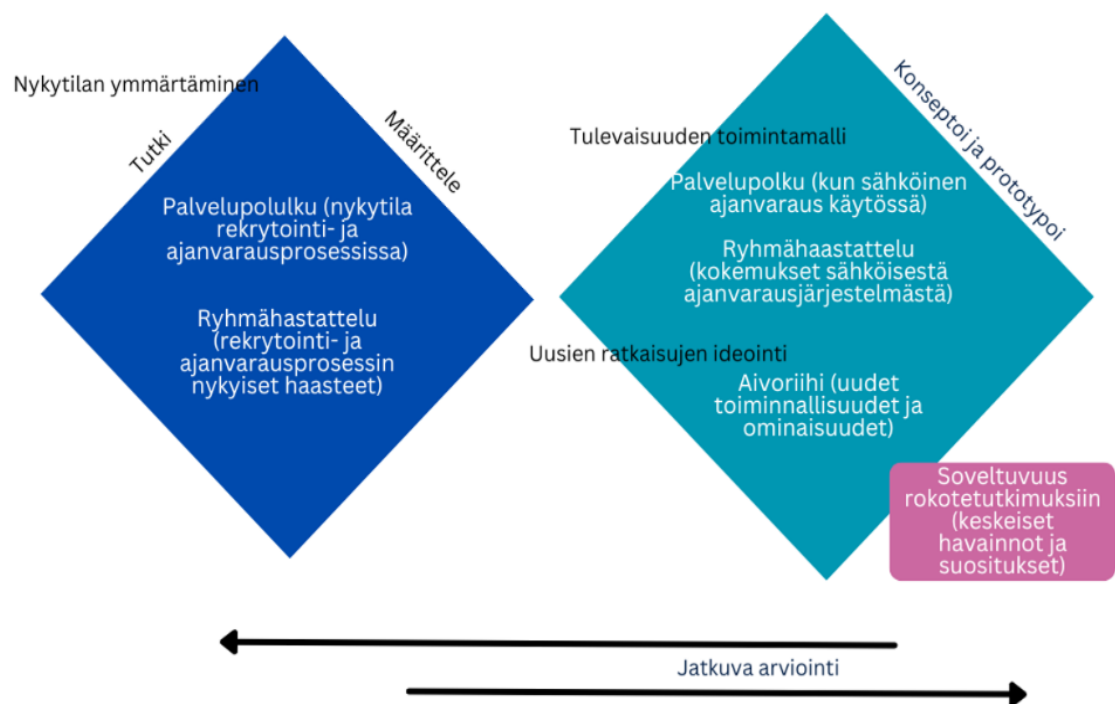 Nykytilan ymmärtäminen
Tutki
Määrittele
Palvelupolulku (nykytila
rekrytointi- ja
ajanvarausprosessissa)
Ryhmähastattelu
(rekrytointi- ja
ajanvarausprosessin
nykyiset haasteet)
Konseptoi ja prototypoi
Tulevaisuuden toimintamalli
Palvelupolku (kun sähköinen
ajanvaraus käytössä)
Ryhmähaastattelu
(kokemukset sähköisestä
ajanvarausjärjestelmästä)
Uusien ratkaisujen ideointi
Aivoriihi (uudet
toiminnallisuudet ja
ominaisuudet)
Soveltuvuus
rokotetutkimuksiin
(keskeiset
havainnot ja
suositukset)
Jatkuva arviointi